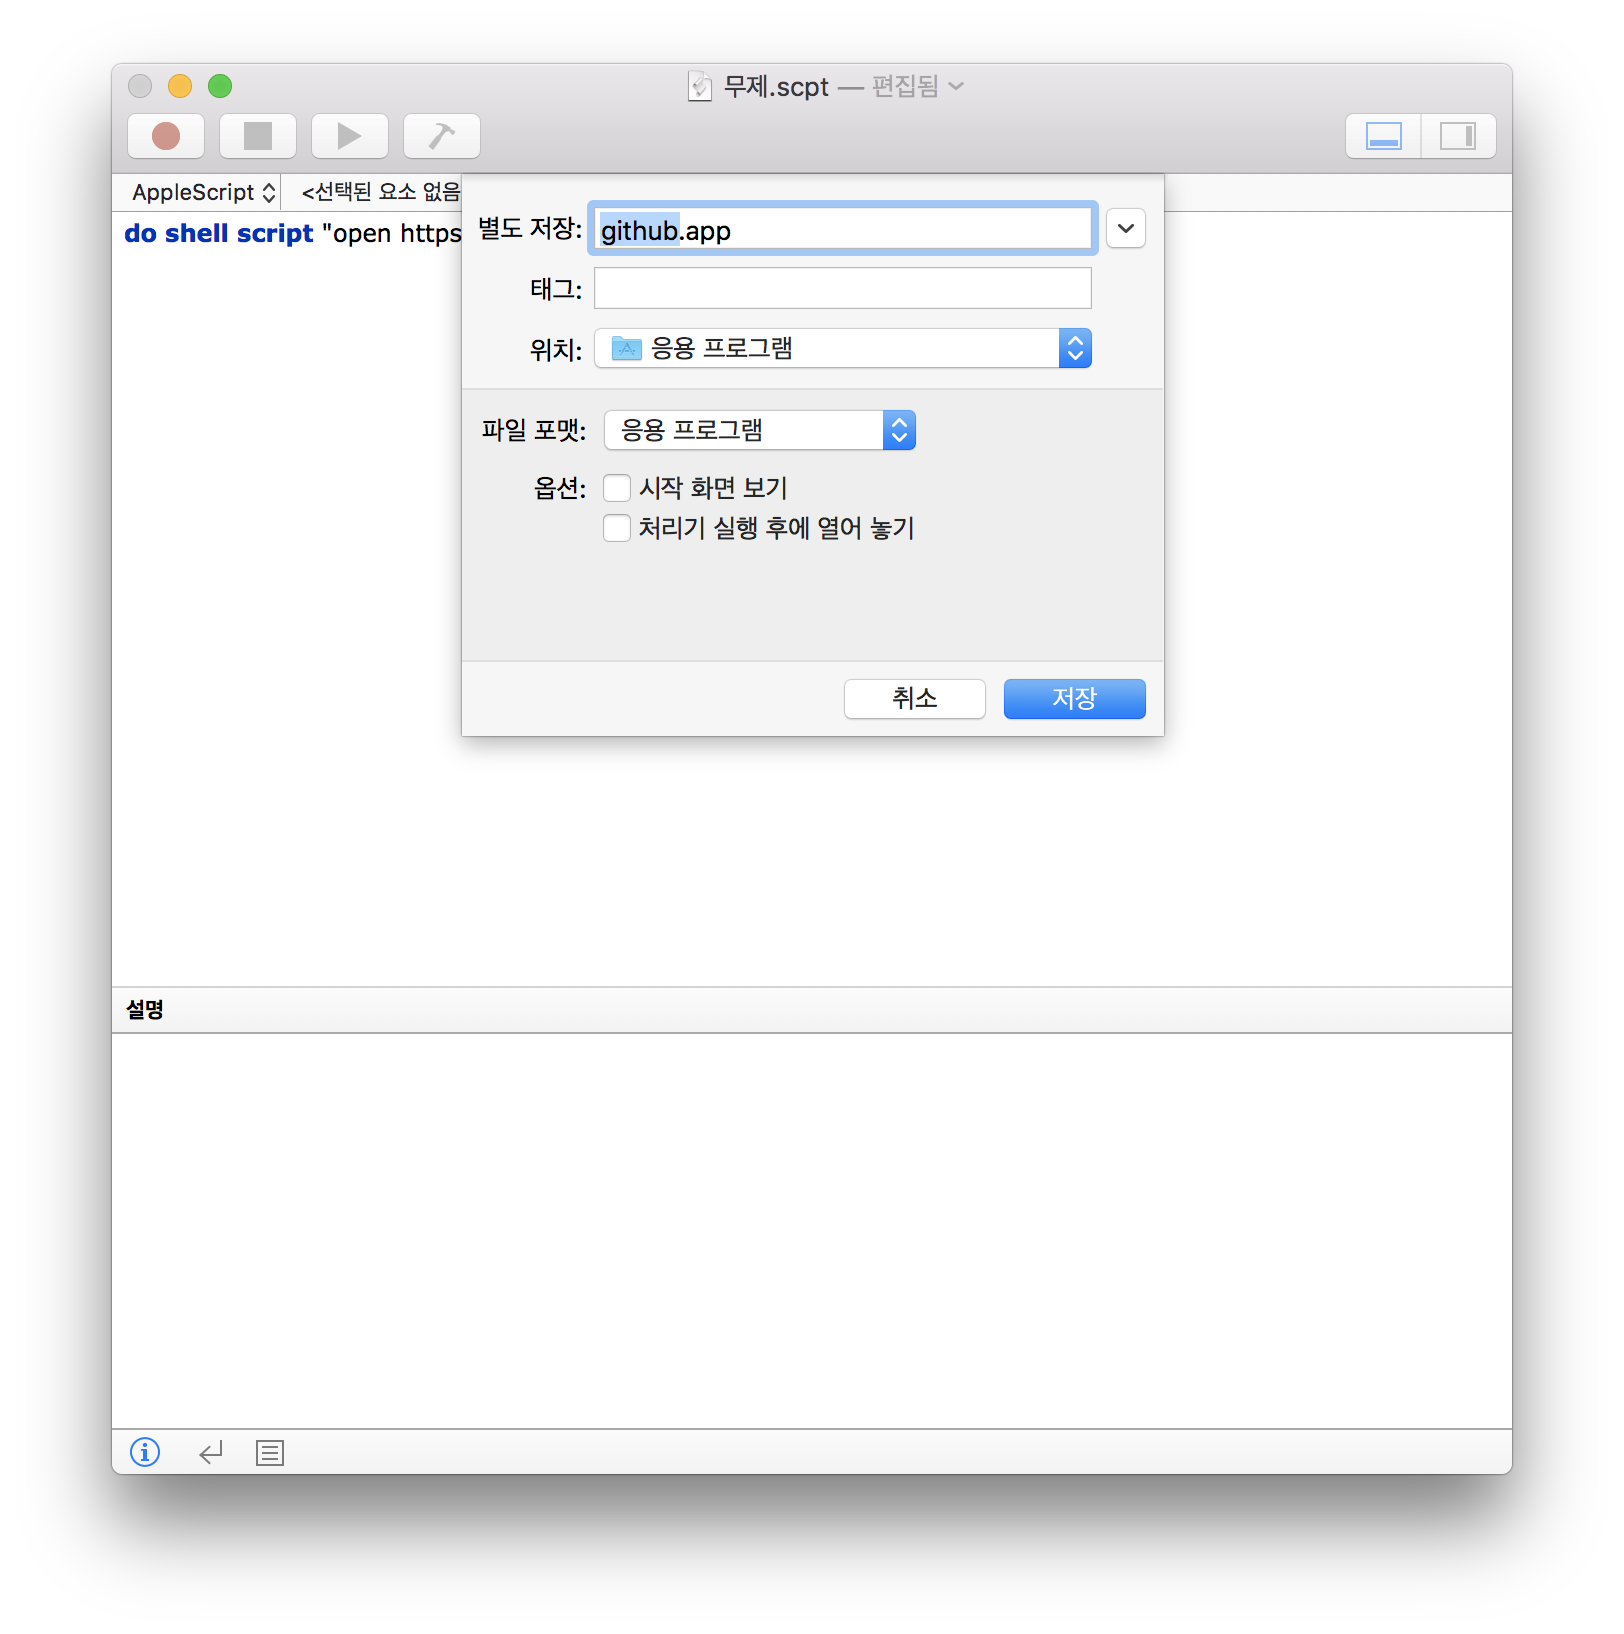 무제.scpt — 편집됨
AppleScript
<선택된 요소 없음
do shell script "open https
별도 저장: github.app
태그:
위치: 응용 프로그램
파일 포맷: 응용 프로그램
옵션: 시작 화면 보기
처리기 실행 후에 열어 놓기
취소
저장
설명